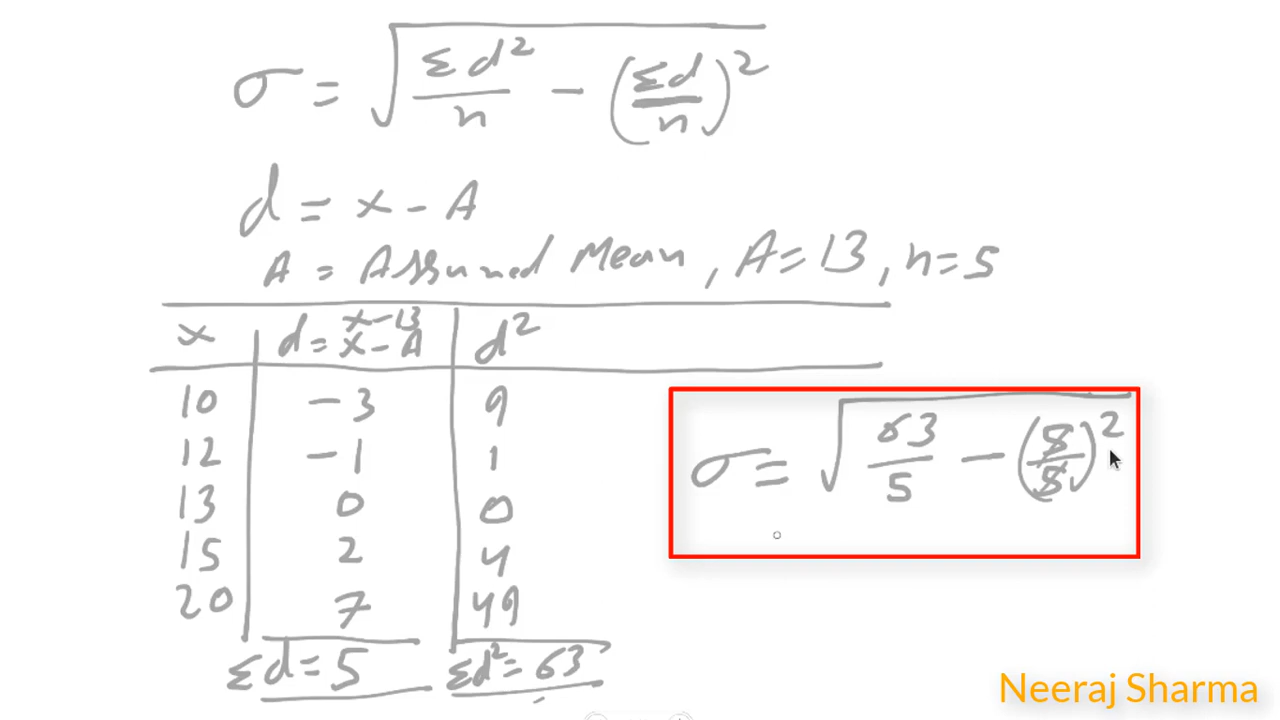 σ = √(Σd²/n − (Σd/n)²)
d = x − A
A = Assumed Mean, A = 13, n = 5
x | d = x − A x − 13 | d²
10 | −3 | 9
12 | −1 | 1
13 | 0 | 0
15 | 2 | 4
20 | 7 | 49
Σd = 5 | Σd² = 63
σ = √(63/5 − (5/5)²)
Neeraj Sharma